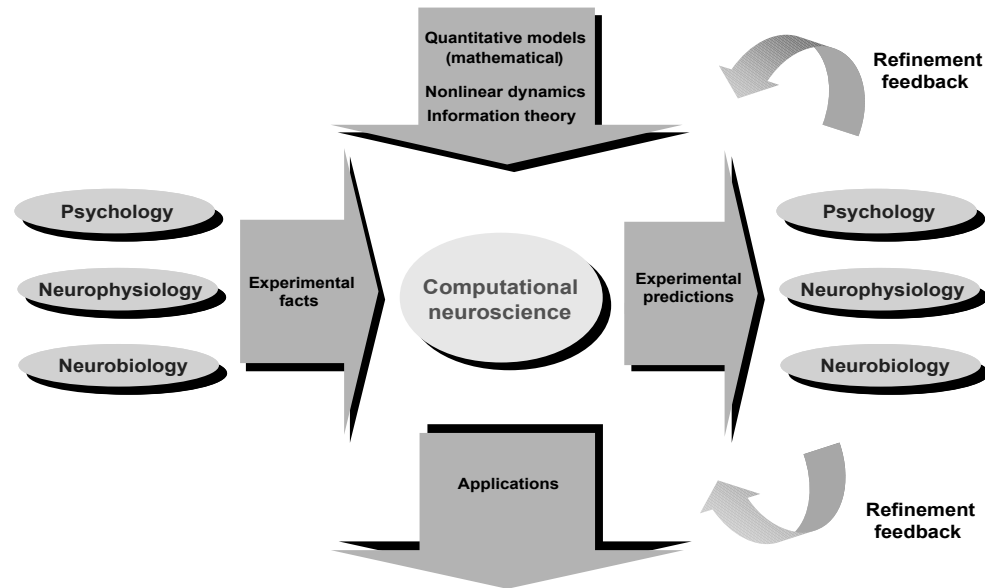 Quantitative models
(mathematical)
Nonlinear dynamics
Information theory
Refinement
feedback
Psychology
Neurophysiology
Neurobiology
Experimental
facts
Computational
neuroscience
Experimental
predictions
Psychology
Neurophysiology
Neurobiology
Applications
Refinement
feedback